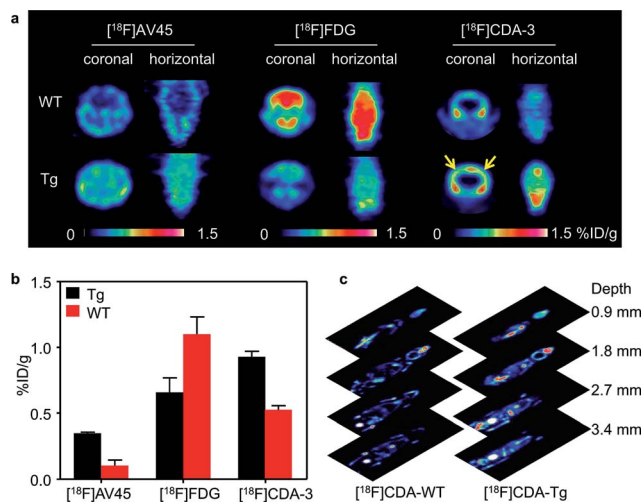 a
[¹⁸F]AV45 [¹⁸F]FDG [¹⁸F]CDA-3
coronal horizontal coronal horizontal coronal horizontal
WT
Tg
0 1.5 0 1.5 0 1.5 %ID/g
b
%ID/g
1.5
1.0
0.5
0.0
Tg
WT
[¹⁸F]AV45 [¹⁸F]FDG [¹⁸F]CDA-3
c
Depth
0.9 mm
1.8 mm
2.7 mm
3.4 mm
[¹⁸F]CDA-WT [¹⁸F]CDA-Tg